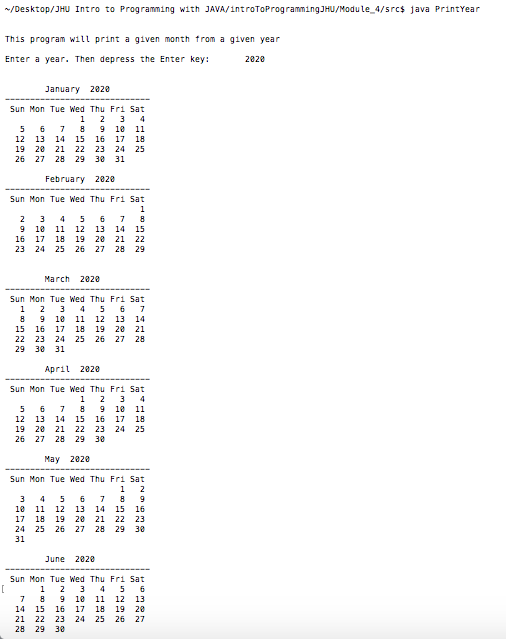 ~/Desktop/JHU Intro to Programming with JAVA/introToProgrammingJHU/Module_4/src$ java PrintYear
This program will print a given month from a given year
Enter a year. Then depress the Enter key:       2020
        January  2020
-----------------------------
 Sun Mon Tue Wed Thu Fri Sat
               1   2   3   4
   5   6   7   8   9  10  11
  12  13  14  15  16  17  18
  19  20  21  22  23  24  25
  26  27  28  29  30  31
        February  2020
-----------------------------
 Sun Mon Tue Wed Thu Fri Sat
                           1
   2   3   4   5   6   7   8
   9  10  11  12  13  14  15
  16  17  18  19  20  21  22
  23  24  25  26  27  28  29
        March  2020
-----------------------------
 Sun Mon Tue Wed Thu Fri Sat
   1   2   3   4   5   6   7
   8   9  10  11  12  13  14
  15  16  17  18  19  20  21
  22  23  24  25  26  27  28
  29  30  31
        April  2020
-----------------------------
 Sun Mon Tue Wed Thu Fri Sat
               1   2   3   4
   5   6   7   8   9  10  11
  12  13  14  15  16  17  18
  19  20  21  22  23  24  25
  26  27  28  29  30
        May  2020
-----------------------------
 Sun Mon Tue Wed Thu Fri Sat
                       1   2
   3   4   5   6   7   8   9
  10  11  12  13  14  15  16
  17  18  19  20  21  22  23
  24  25  26  27  28  29  30
  31
        June  2020
-----------------------------
 Sun Mon Tue Wed Thu Fri Sat
[      1   2   3   4   5   6
   7   8   9  10  11  12  13
  14  15  16  17  18  19  20
  21  22  23  24  25  26  27
  28  29  30